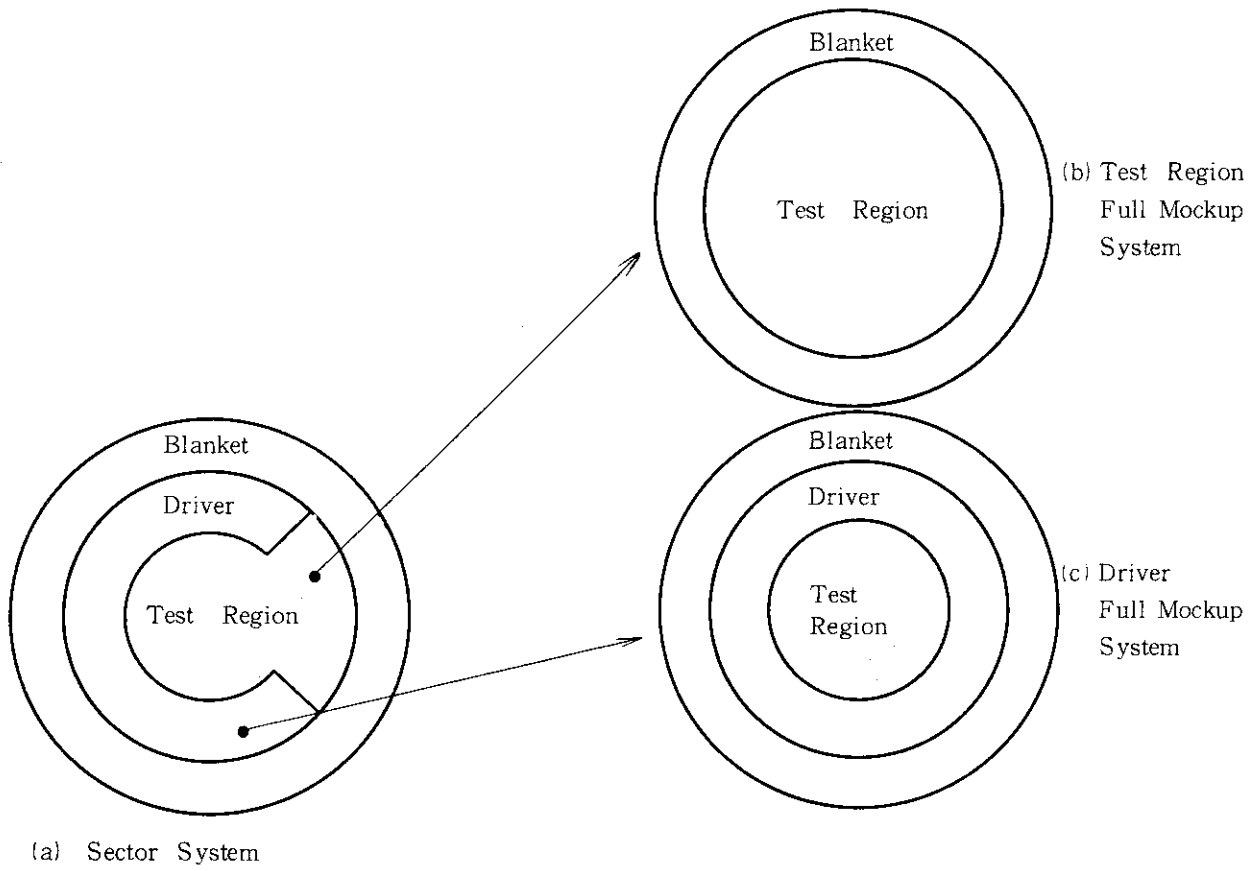 Blanket
Test Region
(b) Test Region
Full Mockup
System
Blanket
Driver
Test
Region
(c) Driver
Full Mockup
System
Blanket
Driver
Test Region
(a) Sector System